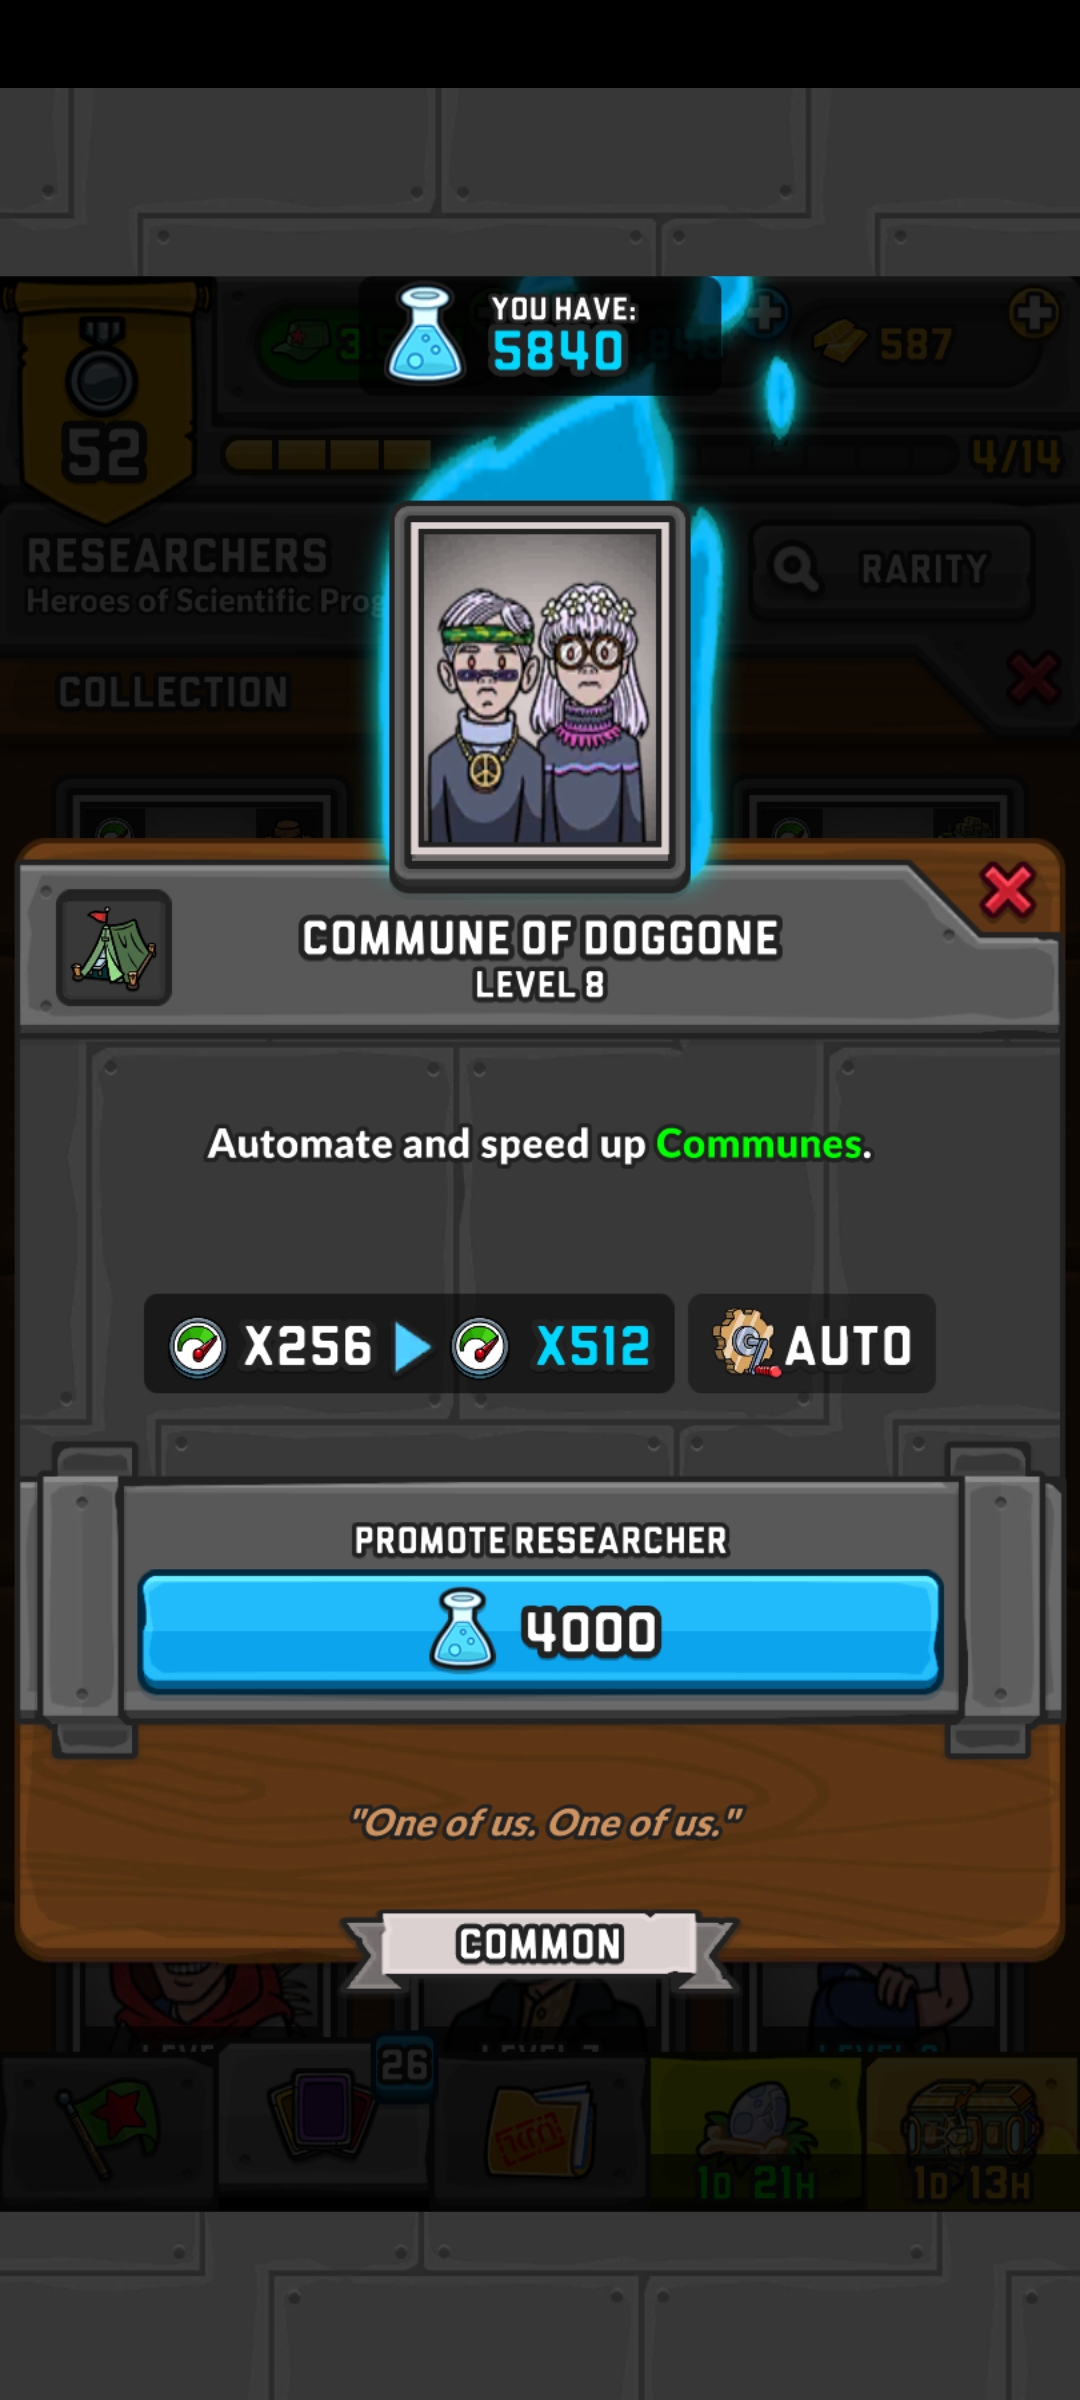 YOU HAVE:
5840
587
52
4/14
RESEARCHERS
Heroes of Scientific Prog
RARITY
COLLECTION
COMMUNE OF DOGGONE
LEVEL 8
Automate and speed up Communes.
X256 X512 AUTO
PROMOTE RESEARCHER
4000
"One of us. One of us."
COMMON
26
1D 21H
1D 13H